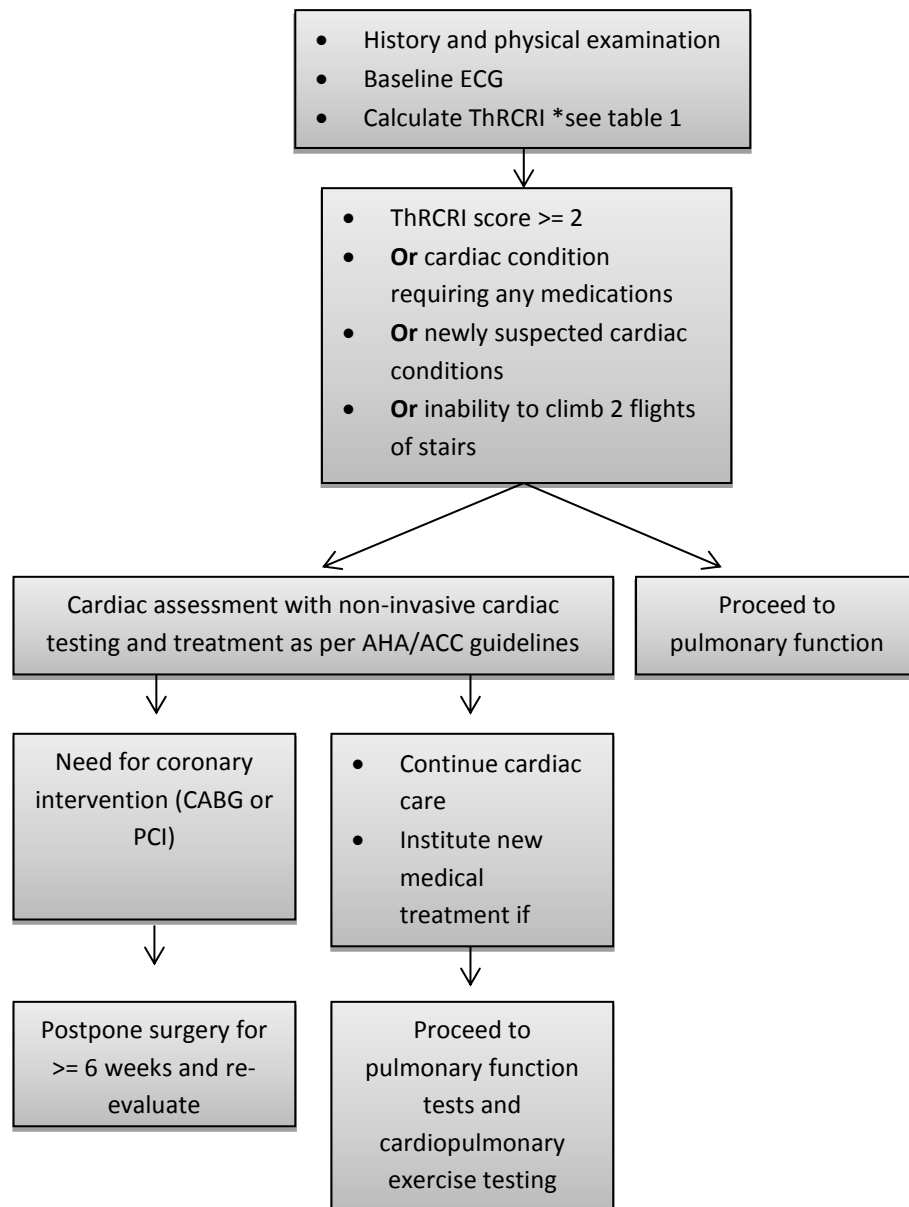 • History and physical examination
• Baseline ECG
• Calculate ThRCRI *see table 1
• ThRCRI score >= 2
• Or cardiac condition
requiring any medications
• Or newly suspected cardiac
conditions
• Or inability to climb 2 flights
of stairs
Cardiac assessment with non-invasive cardiac
testing and treatment as per AHA/ACC guidelines
Proceed to
pulmonary function
Need for coronary
intervention (CABG or
PCI)
• Continue cardiac
care
• Institute new
medical
treatment if
Postpone surgery for
>= 6 weeks and re-
evaluate
Proceed to
pulmonary function
tests and
cardiopulmonary
exercise testing